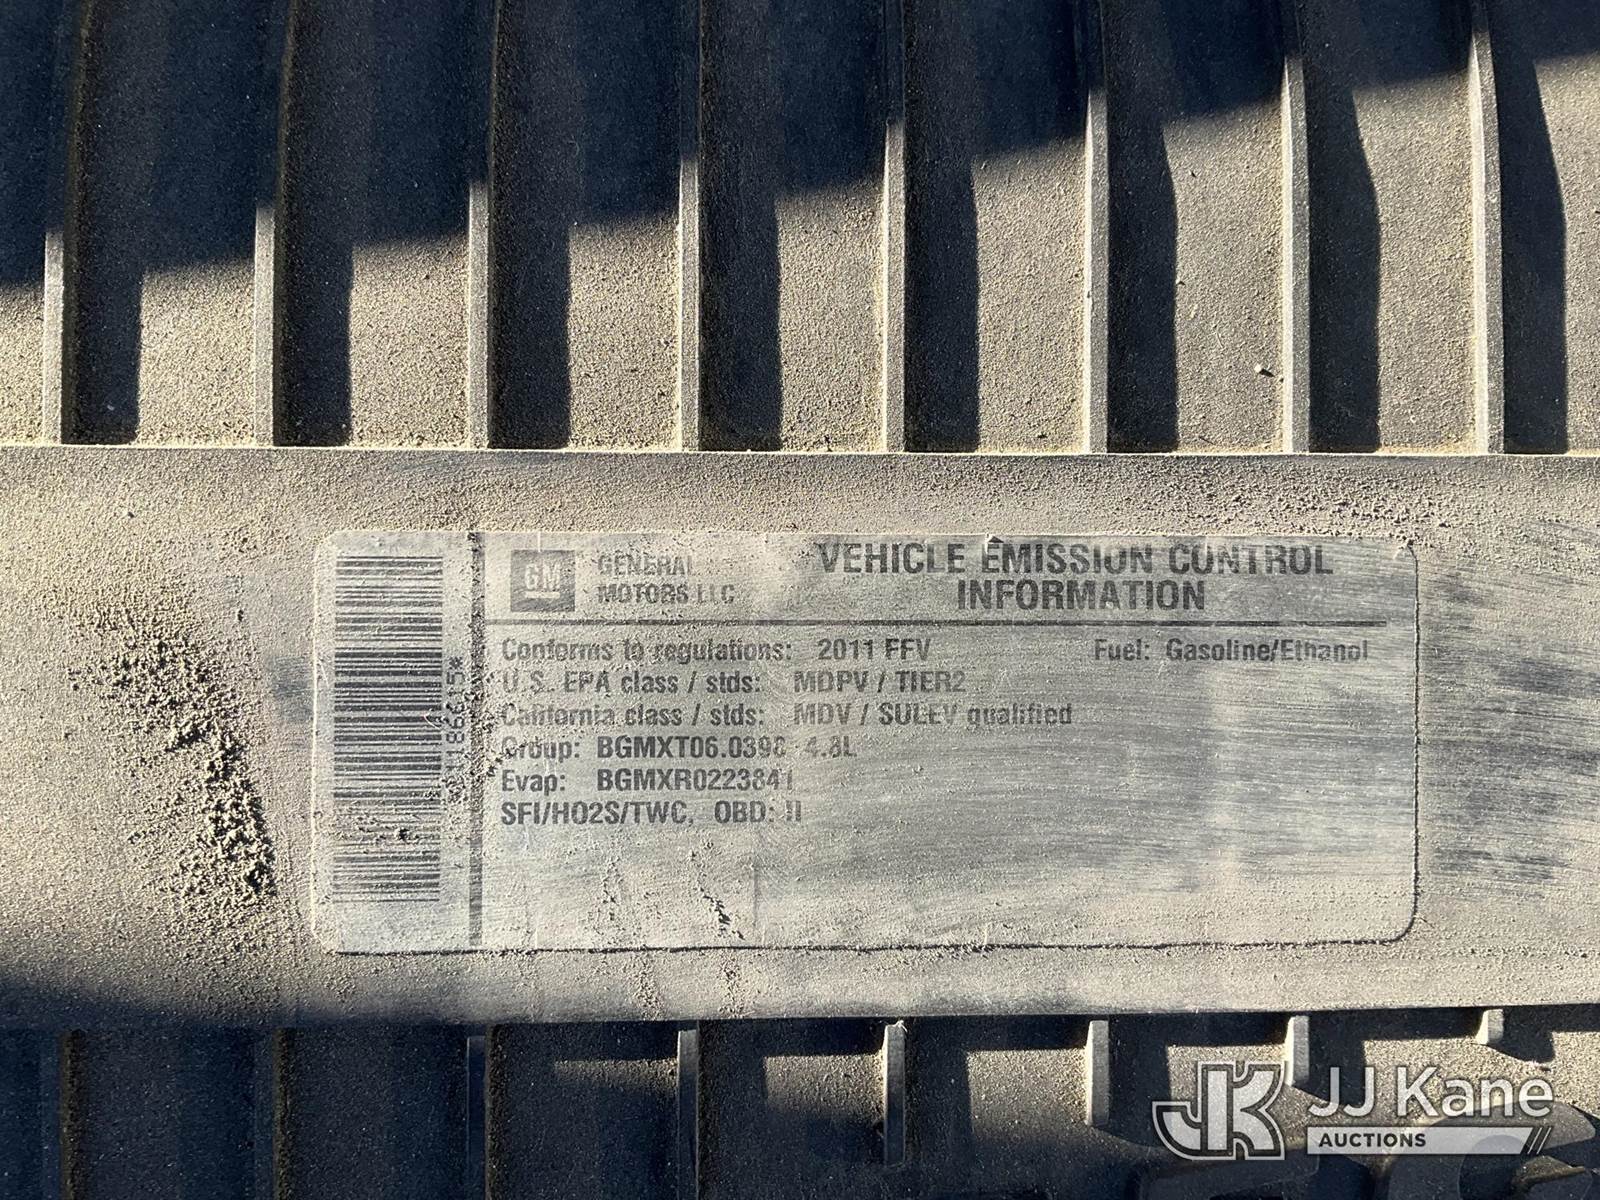 GM GENERAL MOTORS LLC
VEHICLE EMISSION CONTROL
INFORMATION
Conforms to regulations: 2011 FFV Fuel: Gasoline/Ethanol
U.S. EPA class / stds: MDPV / TIER2
California class / stds: MDV / SULEV qualified
Group: BGMXT06.0398 4.8L
Evap: BGMXR0223841
SFI/HO2S/TWC, OBD: II
JK JJ Kane
AUCTIONS